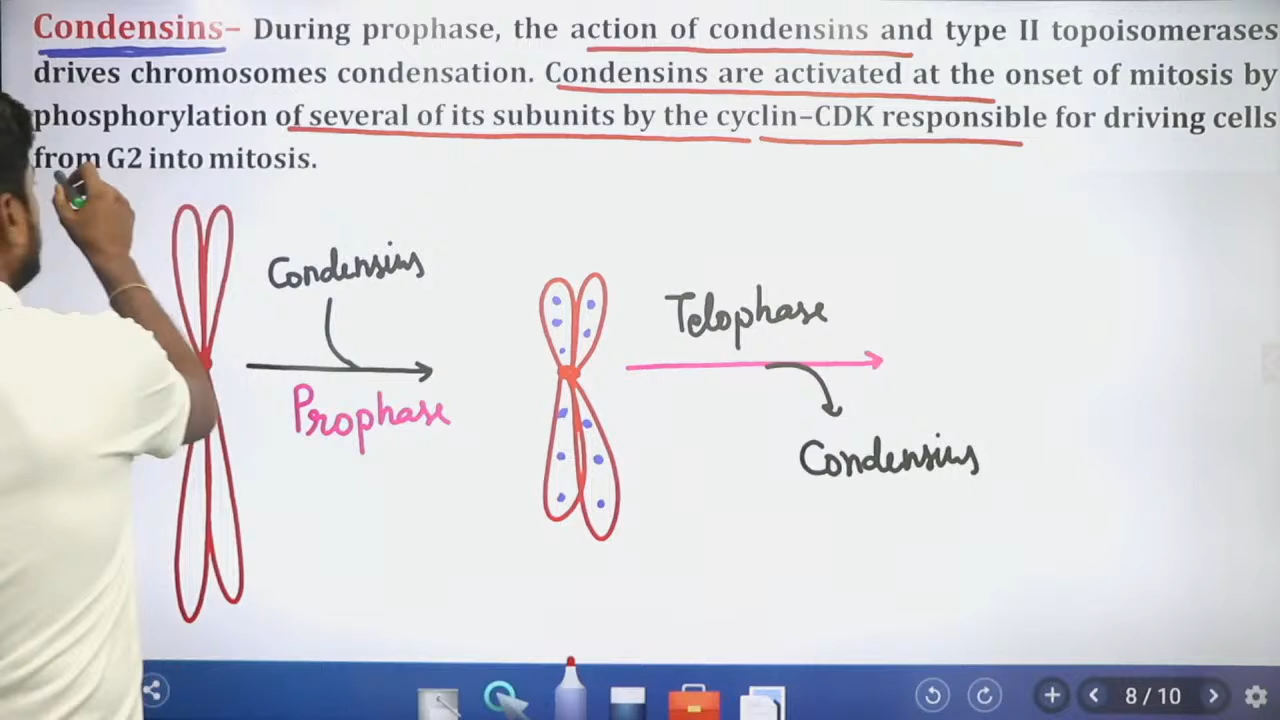 Condensins– During prophase, the action of condensins and type II topoisomerases
drives chromosomes condensation. Condensins are activated at the onset of mitosis by
phosphorylation of several of its subunits by the cyclin–CDK responsible for driving cells
from G2 into mitosis.
Condensins
Prophase
Telophase
Condensins
8 / 10